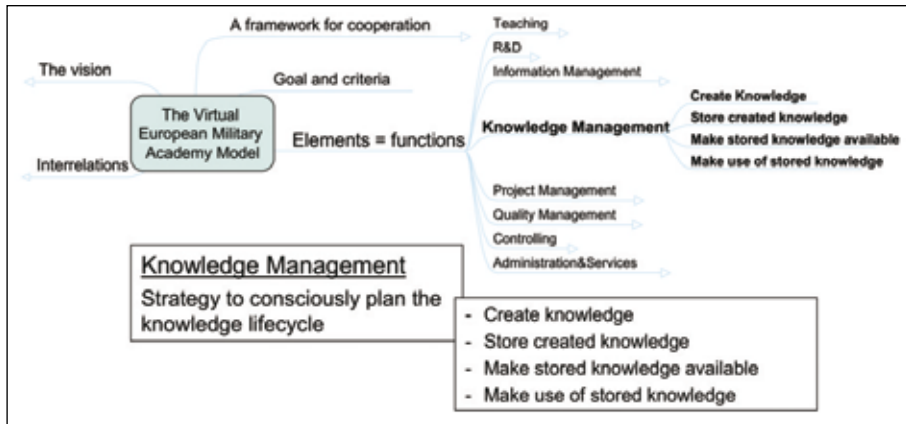 A framework for cooperation
The vision
Goal and criteria
The Virtual
European Military
Academy Model
Elements = functions
Interrelations
Teaching
R&D
Information Management
Knowledge Management
Create Knowledge
Store created knowledge
Make stored knowledge available
Make use of stored knowledge
Project Management
Quality Management
Controlling
Administration&Services
Knowledge Management
Strategy to consciously plan the
knowledge lifecycle
- Create knowledge
- Store created knowledge
- Make stored knowledge available
- Make use of stored knowledge